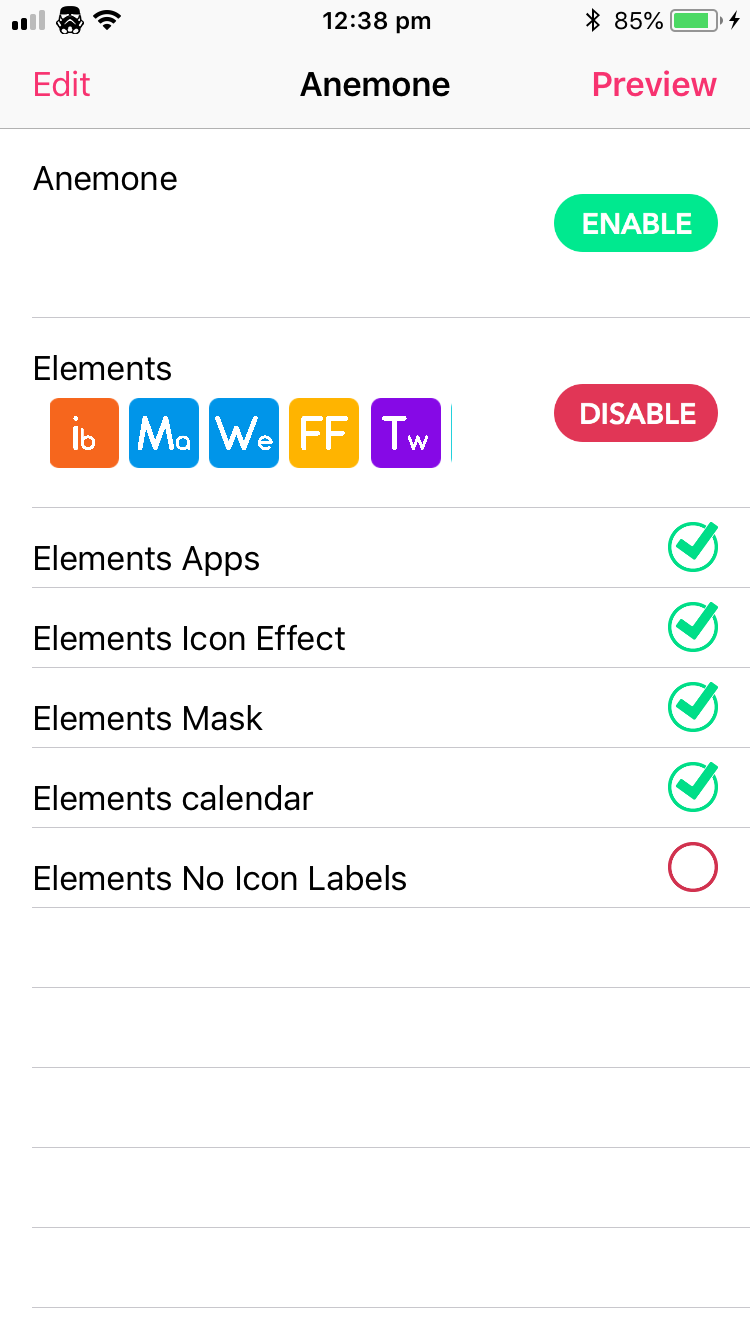 12:38 pm 85%
Edit Anemone Preview
Anemone
ENABLE
Elements
DISABLE
ib Ma We FF Tw
Elements Apps
Elements Icon Effect
Elements Mask
Elements calendar
Elements No Icon Labels